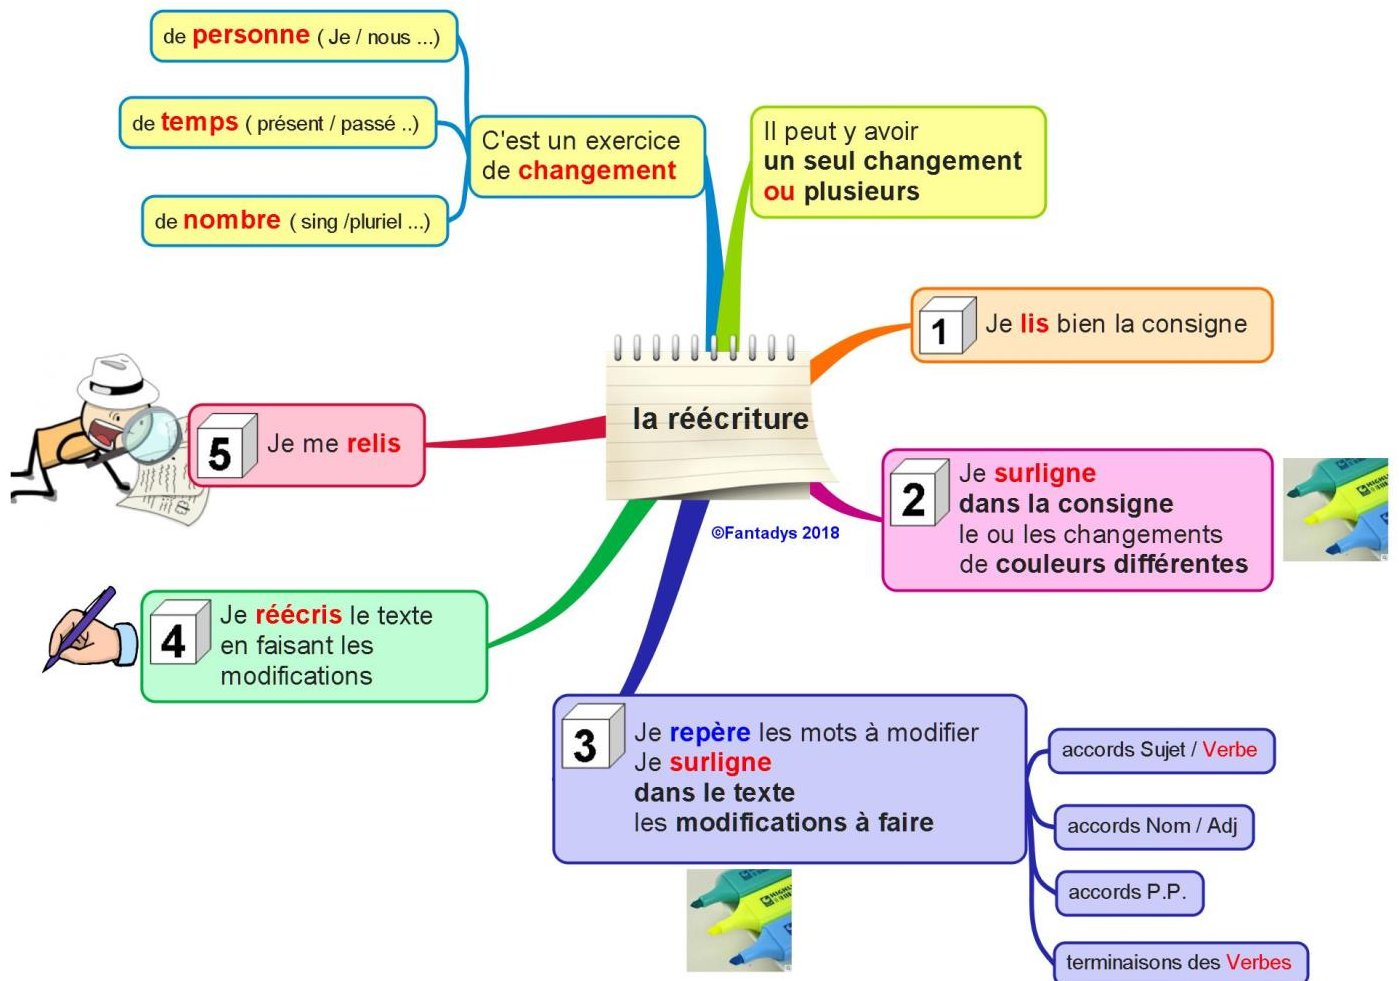 de personne ( Je / nous ...)
de temps ( présent / passé ..)
de nombre ( sing /pluriel ...)
C'est un exercice
de changement
Il peut y avoir
un seul changement
ou plusieurs
la réécriture
©Fantadys 2018
1 Je lis bien la consigne
2 Je surligne
dans la consigne
le ou les changements
de couleurs différentes
3 Je repère les mots à modifier
Je surligne
dans le texte
les modifications à faire
accords Sujet / Verbe
accords Nom / Adj
accords P.P.
terminaisons des Verbes
4 Je réécris le texte
en faisant les
modifications
5 Je me relis